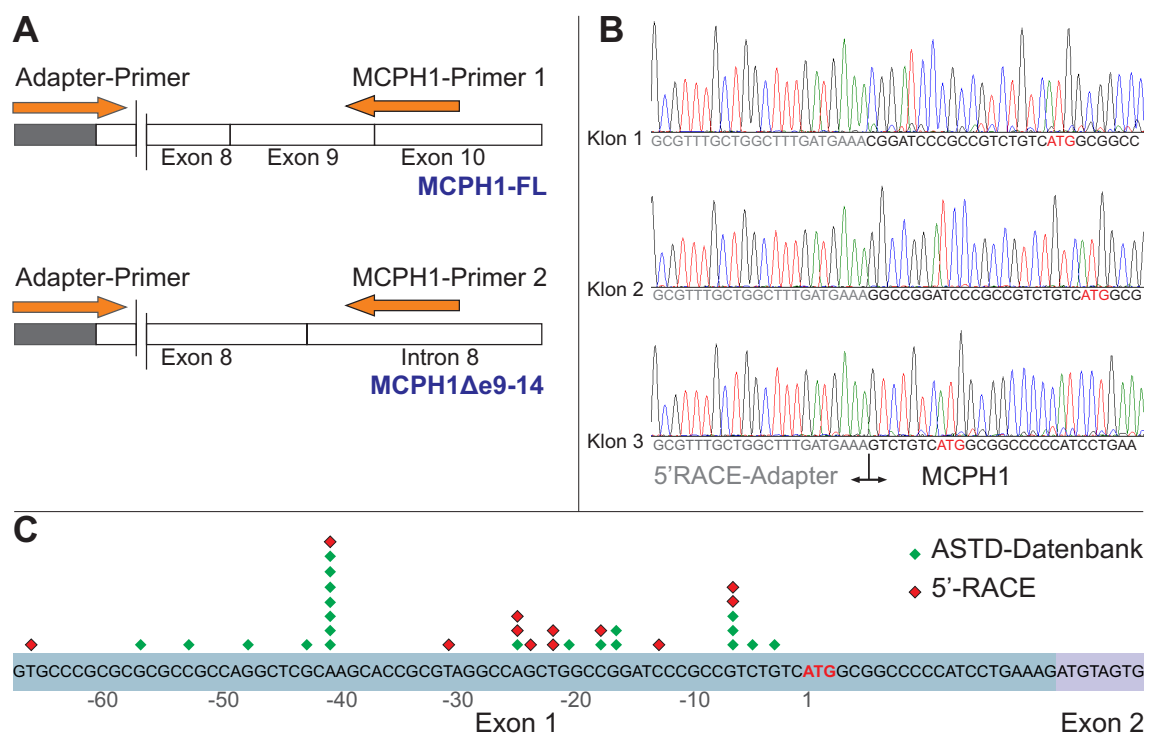 A
Adapter-Primer MCPH1-Primer 1
Exon 8 Exon 9 Exon 10
MCPH1-FL
Adapter-Primer MCPH1-Primer 2
Exon 8 Intron 8
MCPH1Δe9-14
B
Klon 1 GCGTTTGCTGGCTTTGATGAAACGGATCCCGCCGTCTGTCATGGCGGCC
Klon 2 GCGTTTGCTGGCTTTGATGAAAGGCCGGATCCCGCCGTCTGTCATGGCG
Klon 3 GCGTTTGCTGGCTTTGATGAAAGTCTGTCATGGCGGCCCCCATCCTGAA
5'RACE-Adapter MCPH1
C
ASTD-Datenbank
5'-RACE
GTGCCCGCGCGCGCCGCCAGGCTCGCAAGCACCGCGTAGGCCAGCTGGCCGGATCCCGCCGTCTGTCATGGCGGCCCCCATCCTGAAAGATGTAGTG
-60 -50 -40 -30 -20 -10 1
Exon 1 Exon 2